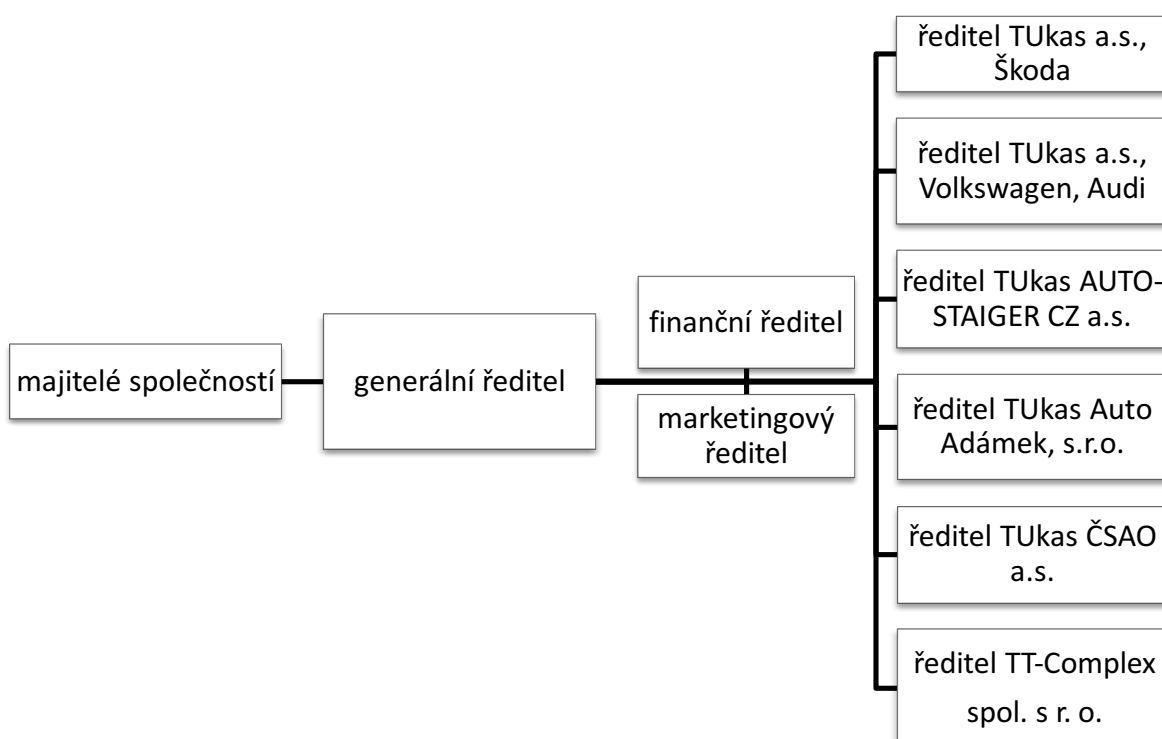 majitelé společností
generální ředitel
finanční ředitel
marketingový
ředitel
ředitel TUkas a.s.,
Škoda
ředitel TUkas a.s.,
Volkswagen, Audi
ředitel TUkas AUTO-
STAIGER CZ a.s.
ředitel TUkas Auto
Adámek, s.r.o.
ředitel TUkas ČSAO
a.s.
ředitel TT-Complex
spol. s r. o.